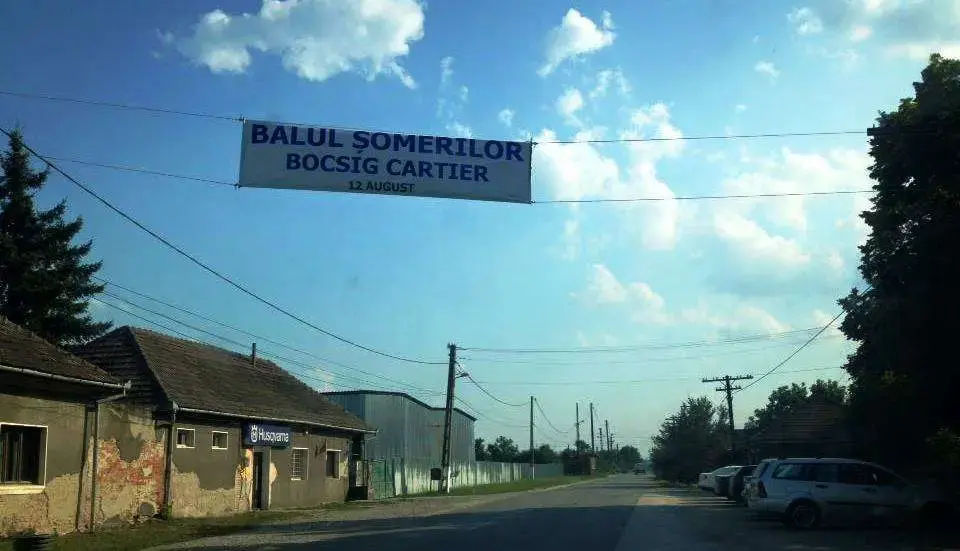 BALUL ȘOMERILOR
BOCSIG CARTIER
12 AUGUST
Husqvarna